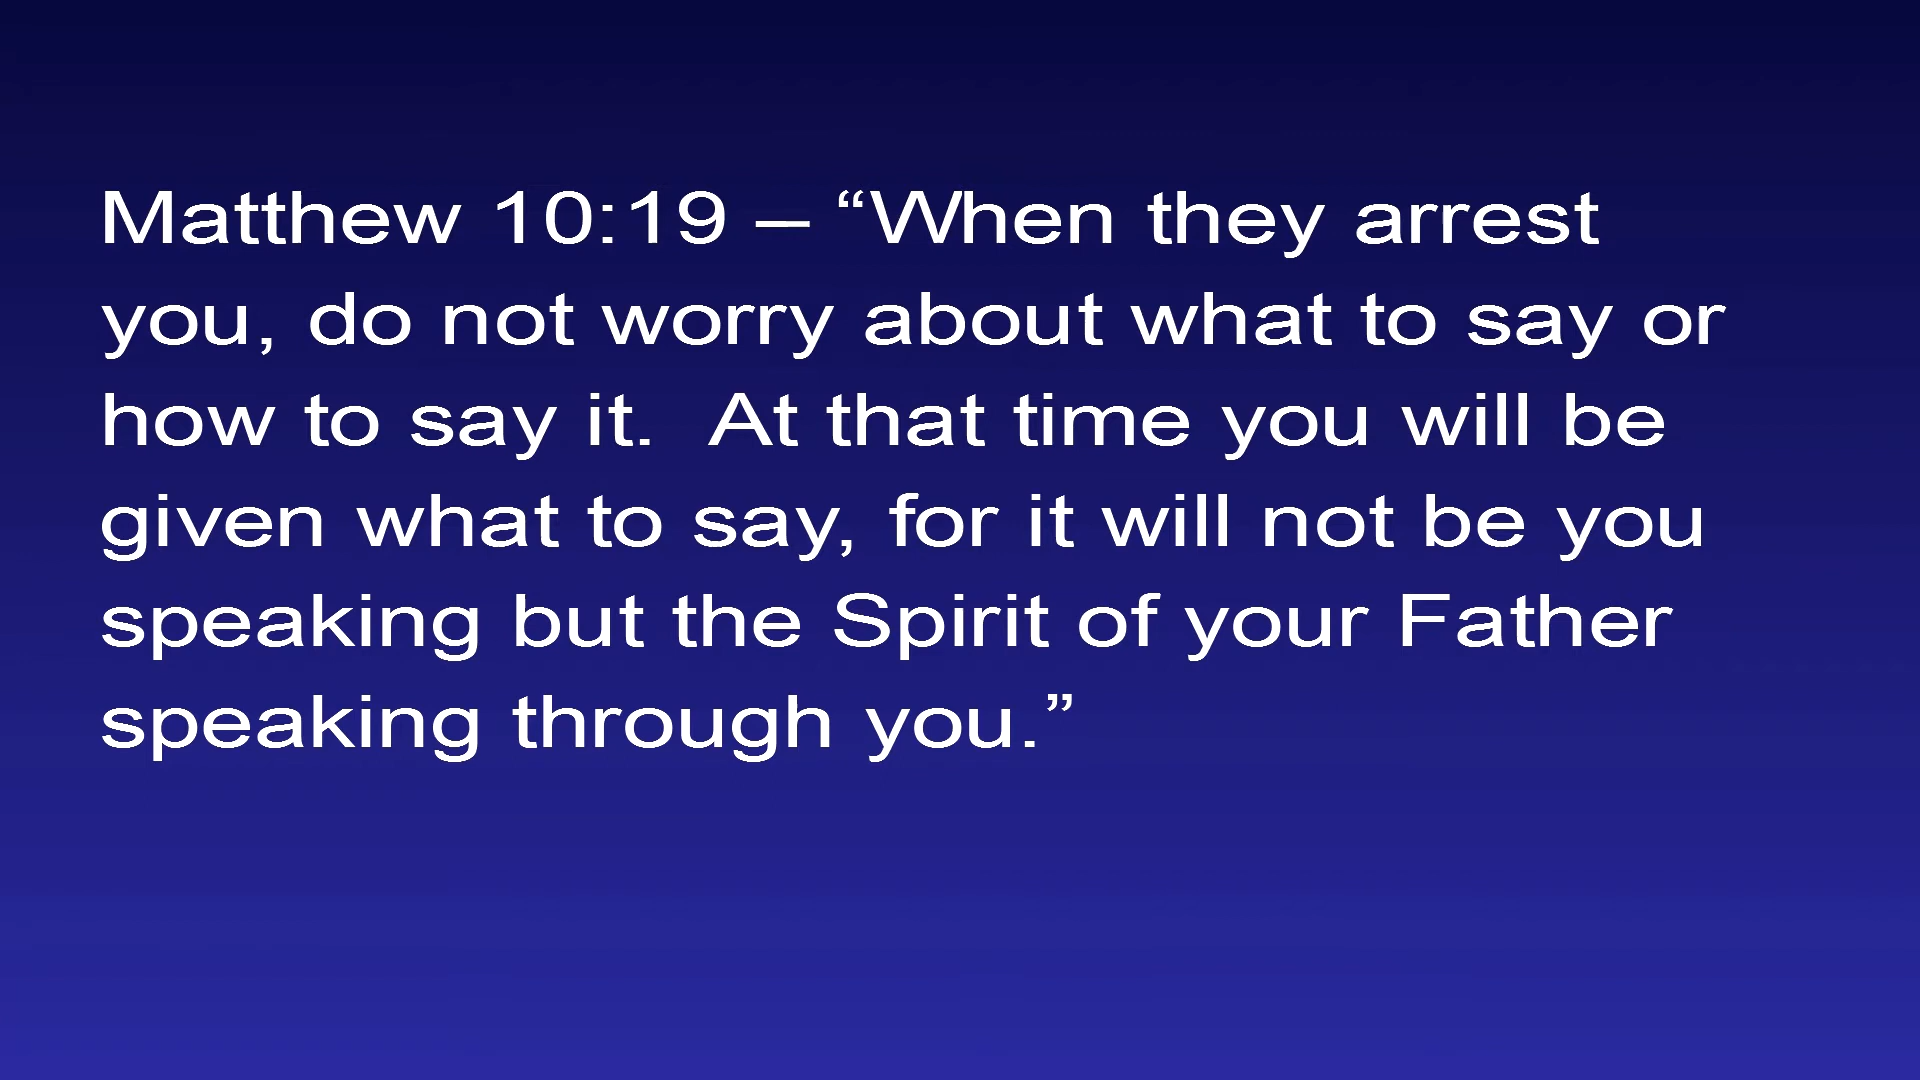 Matthew 10:19 – “When they arrest
you, do not worry about what to say or
how to say it.  At that time you will be
given what to say, for it will not be you
speaking but the Spirit of your Father
speaking through you.”